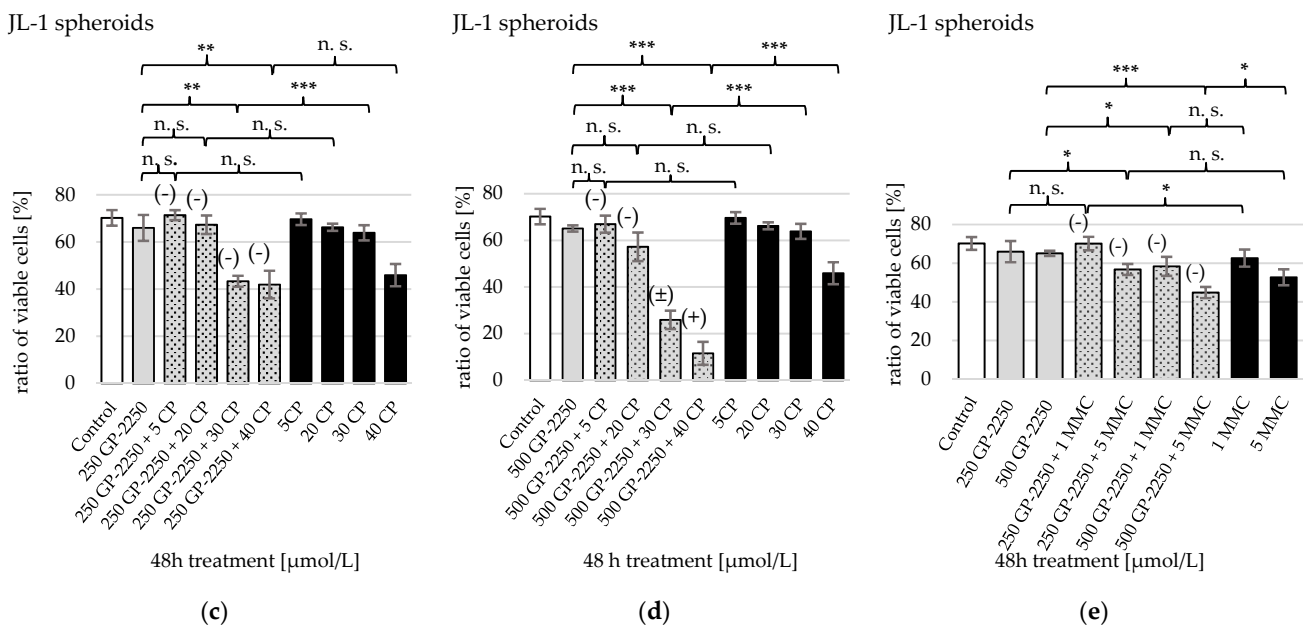 JL-1 spheroids
**
n. s.
**
***
n. s.
n. s.
n. s.
n. s.
ratio of viable cells [%]
80
60
40
20
0
(-)
(-)
(-)
(-)
Control
250 GP-2250
250 GP-2250 + 5 CP
250 GP-2250 + 20 CP
250 GP-2250 + 30 CP
250 GP-2250 + 40 CP
5CP
20 CP
30 CP
40 CP
48h treatment [µmol/L]
(c)
JL-1 spheroids
***
***
***
***
n. s.
n. s.
n. s.
n. s.
ratio of viable cells [%]
80
60
40
20
0
(-)
(-)
(±)
(+)
Control
500 GP-2250
500 GP-2250 + 5 CP
500 GP-2250 + 20 CP
500 GP-2250 + 30 CP
500 GP-2250 + 40 CP
5CP
20 CP
30 CP
40 CP
48 h treatment [µmol/L]
(d)
JL-1 spheroids
***
*
*
n. s.
*
n. s.
n. s.
*
ratio of viable cells [%]
80
60
40
20
0
(-)
(-)
(-)
(-)
Control
250 GP-2250
500 GP-2250
250 GP-2250 + 1 MMC
250 GP-2250 + 5 MMC
500 GP-2250 + 1 MMC
500 GP-2250 + 5 MMC
1 MMC
5 MMC
48h treatment [µmol/L]
(e)